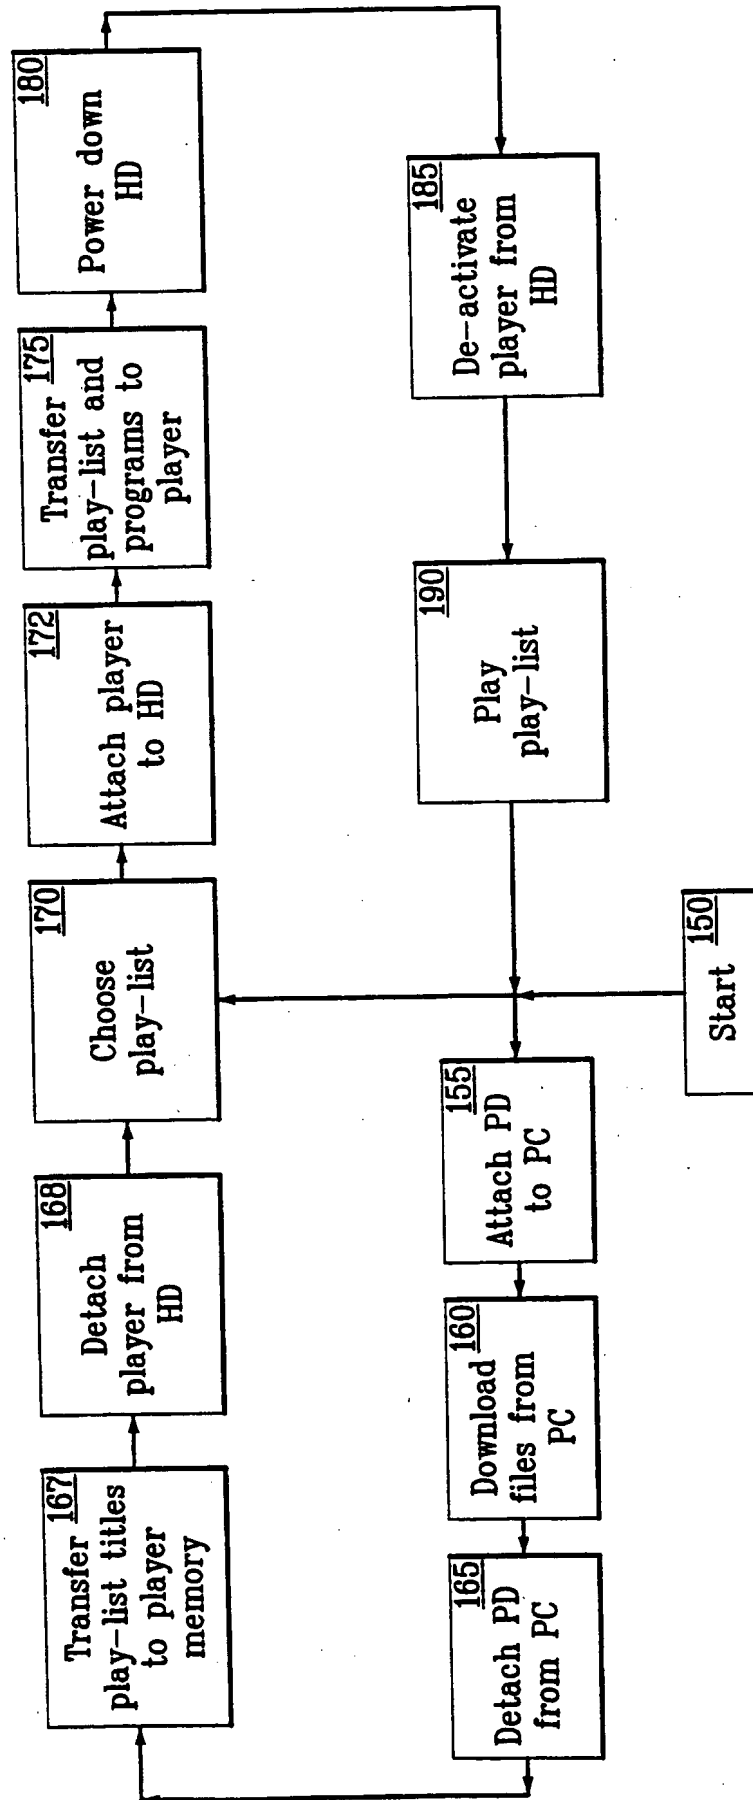 150
Start
155
Attach PD
to PC
160
Download
files from
PC
165
Detach PD
from PC
167
Transfer
play-list titles
to player
memory
168
Detach
player from
HD
170
Choose
play-list
172
Attach player
to HD
175
Transfer
play-list and
programs to
player
180
Power down
HD
185
De-activate
player from
HD
190
Play
play-list